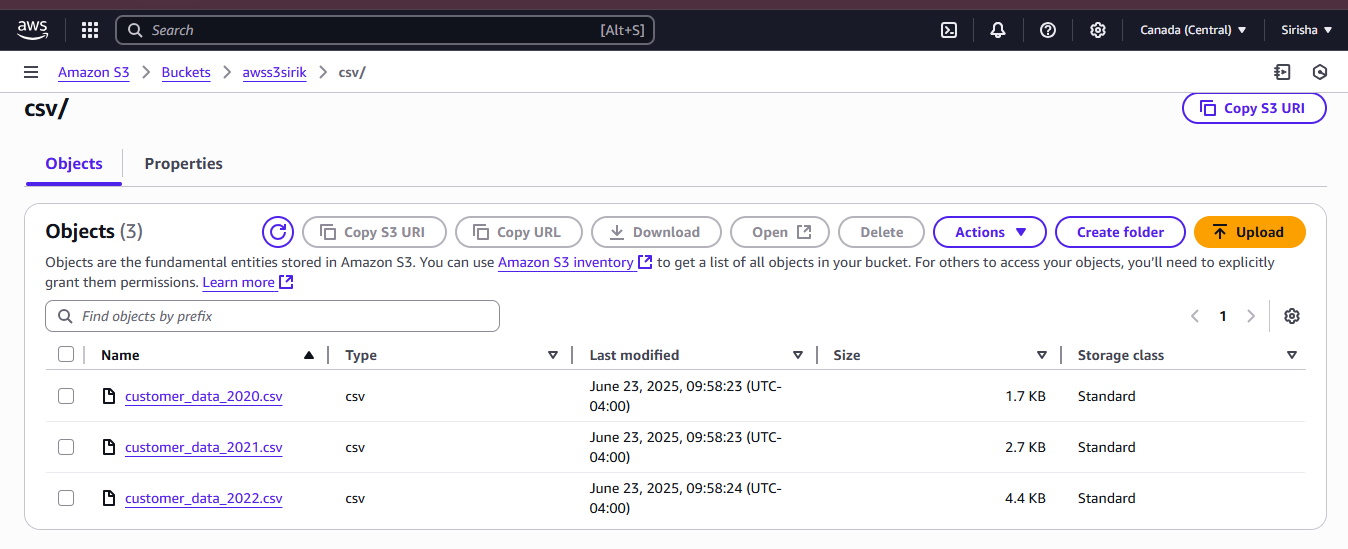 aws
Search [Alt+S] Canada (Central) Sirisha
Amazon S3 Buckets awss3sirik csv/
csv/ Copy S3 URI
Objects Properties
Objects (3) Copy S3 URI Copy URL Download Open Delete Actions Create folder Upload
Objects are the fundamental entities stored in Amazon S3. You can use Amazon S3 inventory to get a list of all objects in your bucket. For others to access your objects, you’ll need to explicitly
grant them permissions. Learn more
Find objects by prefix 1
Name Type Last modified Size Storage class
customer_data_2020.csv csv June 23, 2025, 09:58:23 (UTC-
04:00) 1.7 KB Standard
customer_data_2021.csv csv June 23, 2025, 09:58:23 (UTC-
04:00) 2.7 KB Standard
customer_data_2022.csv csv June 23, 2025, 09:58:24 (UTC-
04:00) 4.4 KB Standard